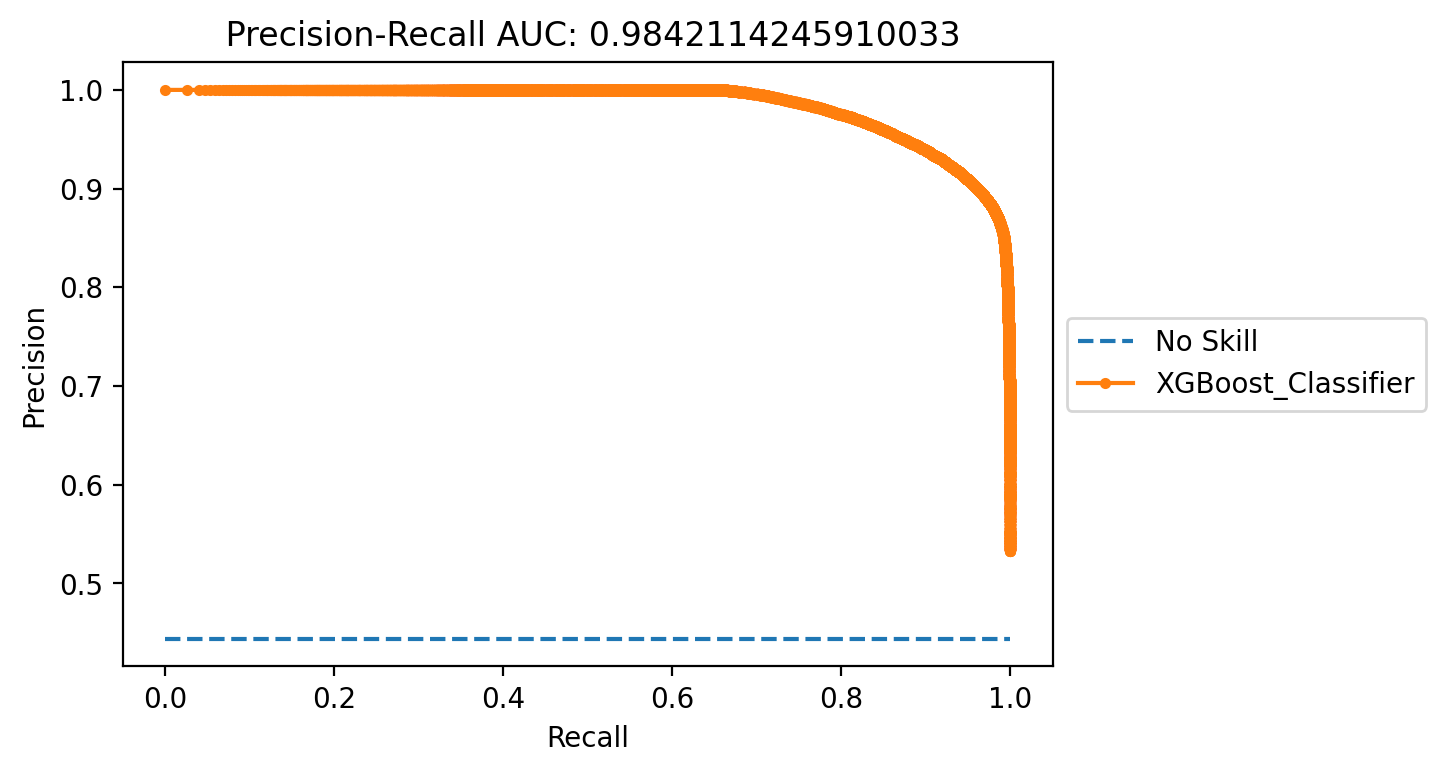 Precision-Recall AUC: 0.9842114245910033
1.0
0.9
0.8
0.7
0.6
0.5
Precision
0.0 0.2 0.4 0.6 0.8 1.0
Recall
No Skill
XGBoost_Classifier